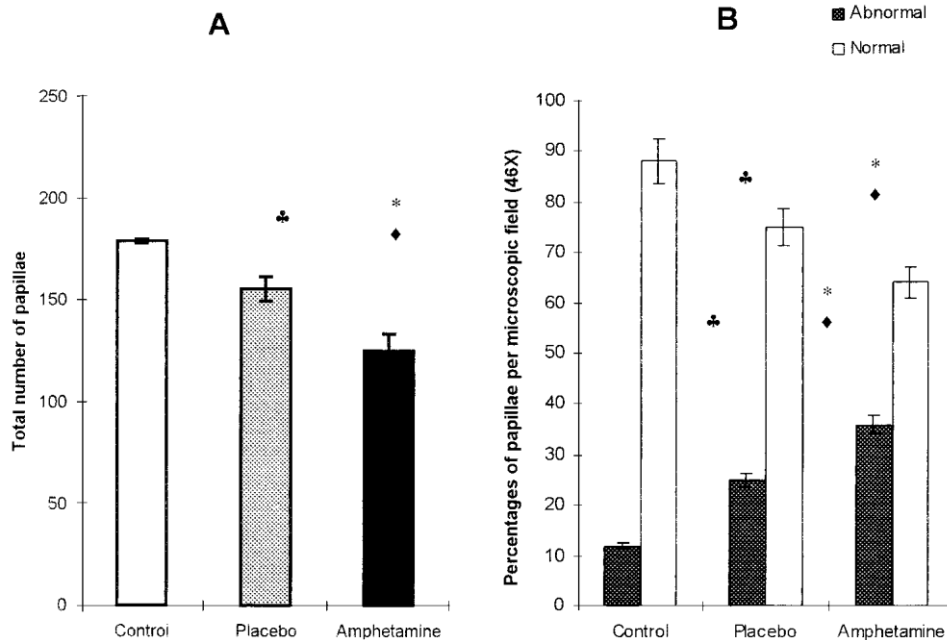 A
Total number of papillae
250
200
150
100
50
0
Control
Placebo
Amphetamine
♣
*
♦
B
Abnormal
Normal
Percentages of papillae per microscopic field (46X)
100
90
80
70
60
50
40
30
20
10
0
Control
Placebo
Amphetamine
♣
*
♦
♣
*
♦